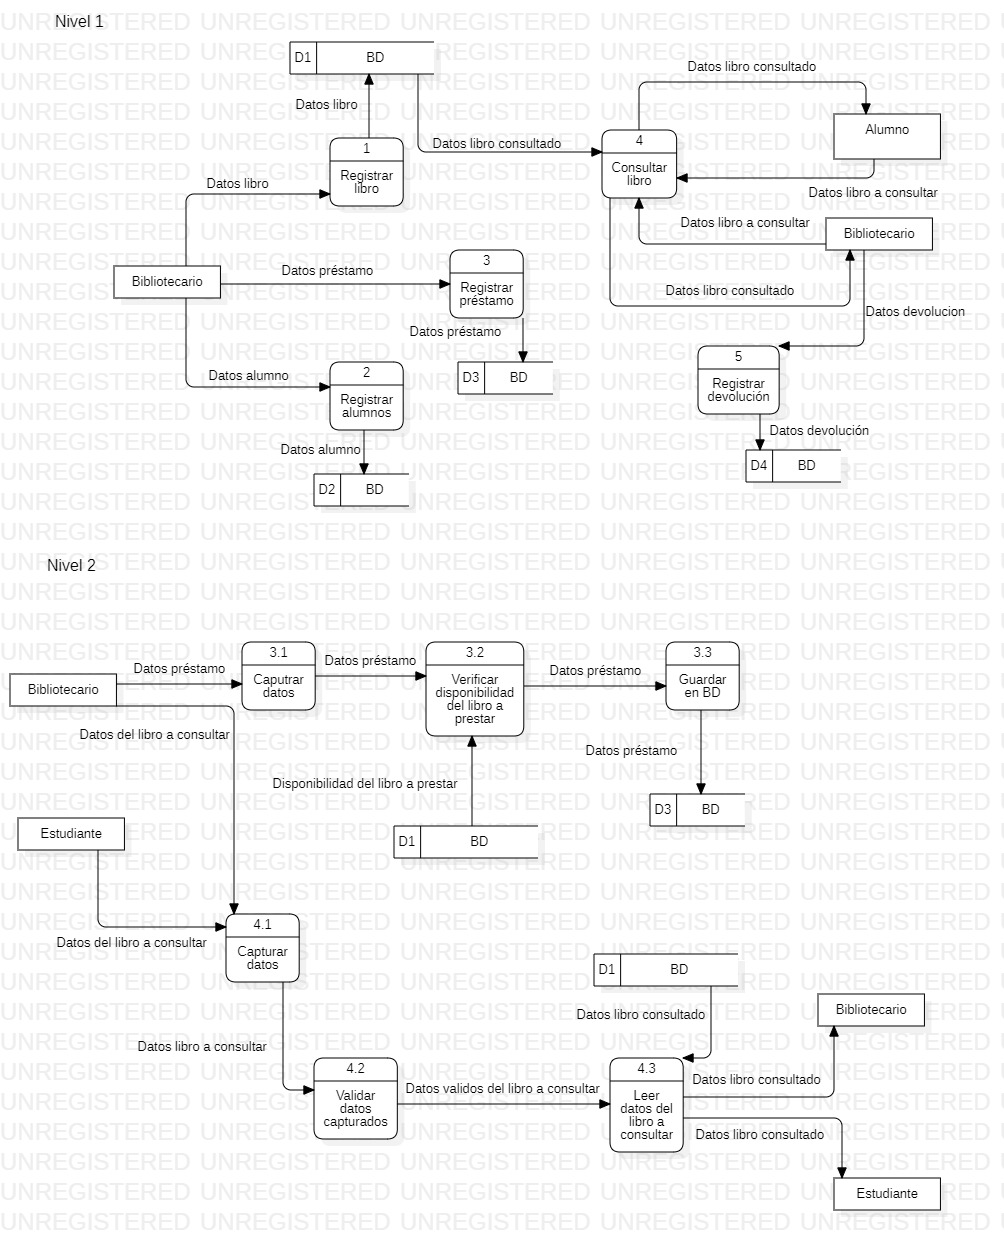 Nivel 1
D1
BD
Datos libro consultado
Datos libro
Alumno
1
Registrar
libro
Datos libro consultado
4
Consultar
libro
Datos libro
Datos libro a consultar
Datos libro a consultar
Bibliotecario
Bibliotecario
Datos préstamo
3
Registrar
préstamo
Datos libro consultado
Datos devolucion
Datos préstamo
D3
BD
5
Registrar
devolución
Datos alumno
2
Registrar
alumnos
Datos alumno
Datos devolución
D4
BD
D2
BD
Nivel 2
Bibliotecario
Datos préstamo
3.1
Caputrar
datos
Datos préstamo
3.2
Verificar
disponibilidad
del libro a
prestar
Datos préstamo
3.3
Guardar
en BD
Datos del libro a consultar
Datos préstamo
Disponibilidad del libro a prestar
D3
BD
Estudiante
D1
BD
4.1
Capturar
datos
Datos del libro a consultar
D1
BD
Datos libro consultado
Bibliotecario
Datos libro a consultar
4.2
Validar
datos
capturados
Datos validos del libro a consultar
4.3
Leer
datos del
libro a
consultar
Datos libro consultado
Datos libro consultado
Estudiante
UNREGISTERED